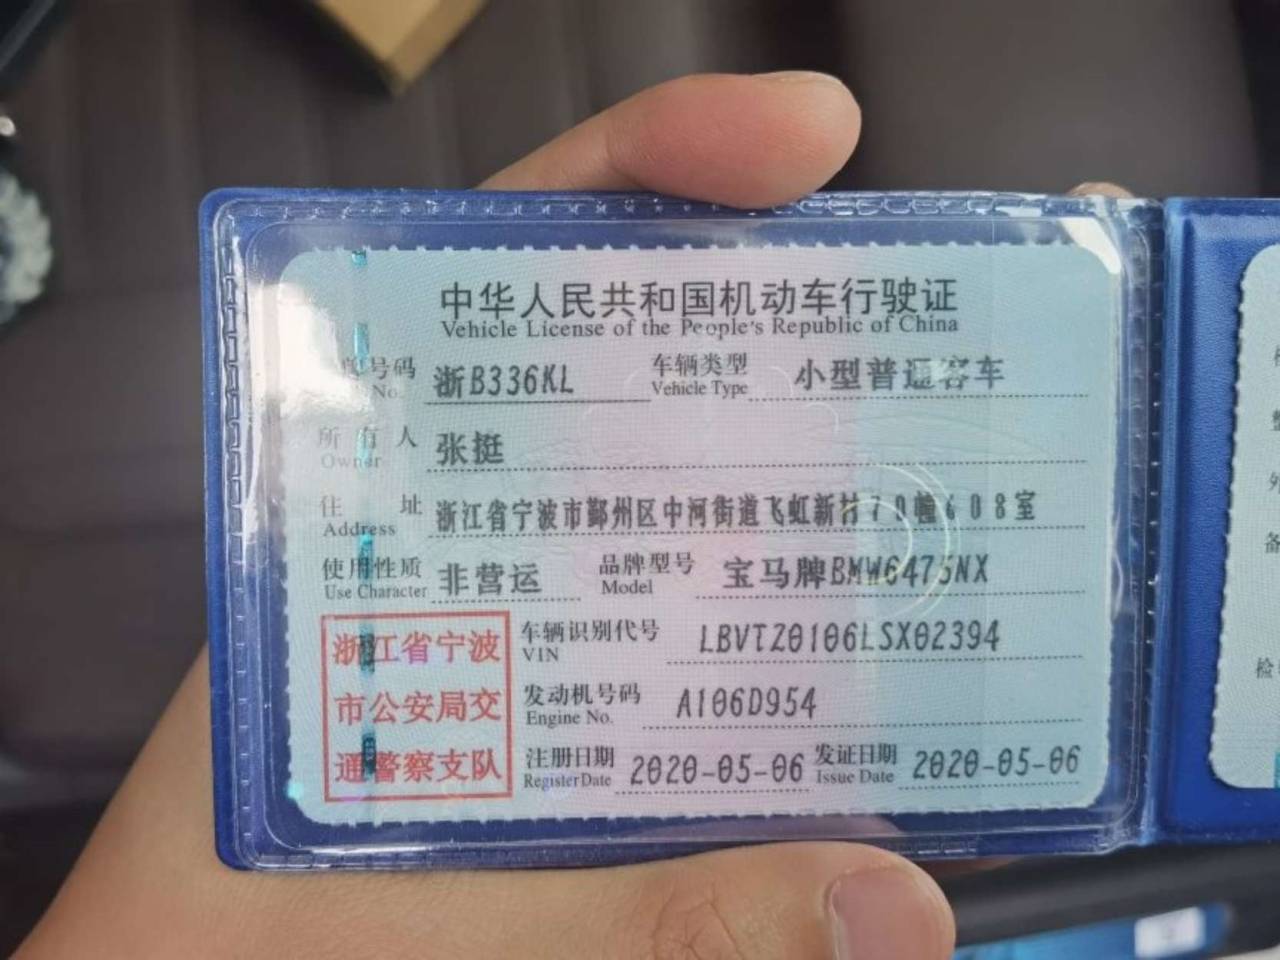 中华人民共和国机动车行驶证
Vehicle License of the People's Republic of China
号码 浙B336KL 车辆类型 小型普通客车
No. Vehicle Type
所有人 张挺
Owner
住址 浙江省宁波市鄞州区中河街道飞虹新村70幢608室
Address
使用性质 非营运 品牌型号 宝马牌BMW6475NX
Use Character Model
浙江省宁波
市公安局交
通警察支队
车辆识别代号 LBVTZ0106LSX02394
VIN
发动机号码 A106D954
Engine No.
注册日期 2020-05-06 发证日期 2020-05-06
Register Date Issue Date